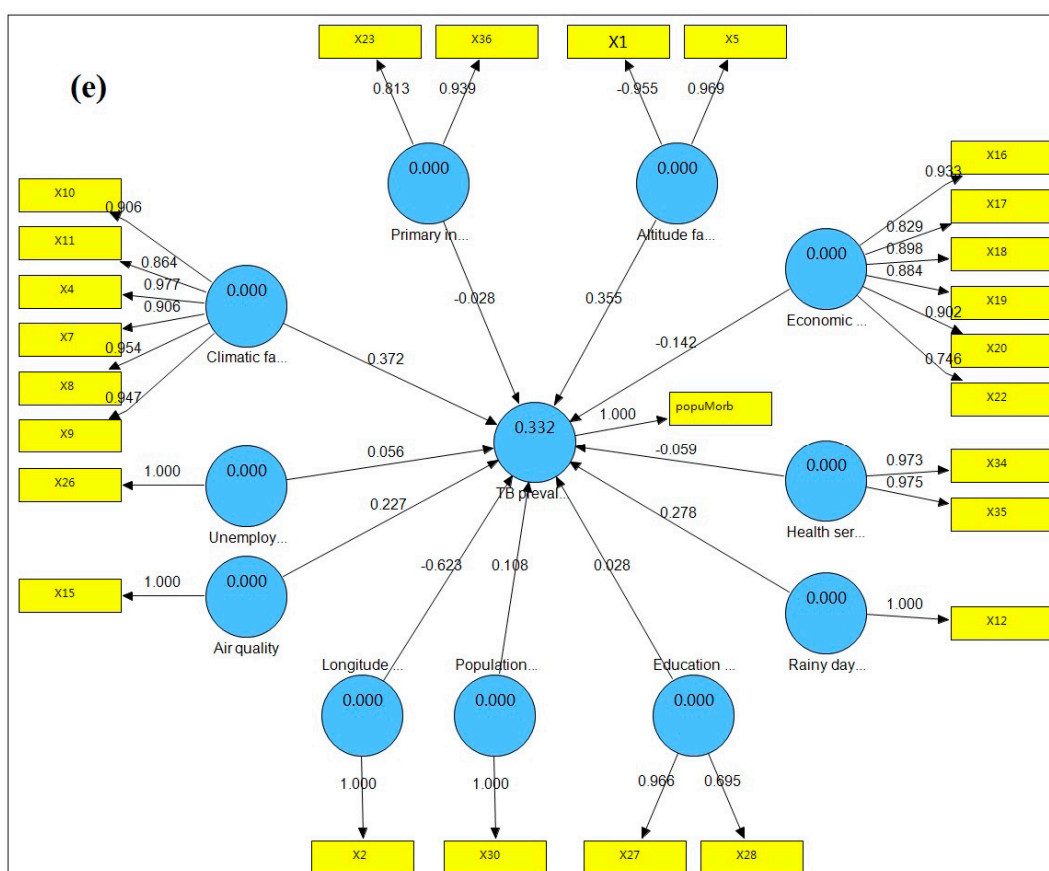 (e)
X23
X36
X1
X5
0.813
0.939
-0.955
0.969
0.000
Primary in...
0.000
Altitude fa...
X10
X11
X4
X7
X8
X9
0.906
0.864
0.977
0.906
0.954
0.947
0.000
Climatic fa...
X16
X17
X18
X19
X20
X22
0.933
0.829
0.898
0.884
0.902
0.746
0.000
Economic ...
-0.028
0.355
0.372
-0.142
0.332
TB preval...
1.000
popuMorb
X26
1.000
0.000
Unemploy...
0.056
-0.059
0.000
Health ser...
0.973
0.975
X34
X35
X15
1.000
0.000
Air quality
0.227
0.278
0.000
Rainy day...
1.000
X12
-0.623
0.108
0.028
Longitude ...
0.000
Population...
0.000
Education ...
0.000
1.000
1.000
0.966
0.695
X2
X30
X27
X28